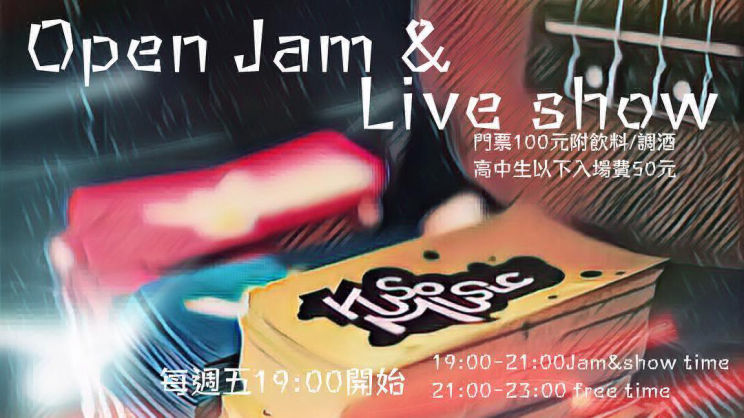 Open Jam &
Live show
門票100元附飲料/調酒
高中生以下入場費50元
KUSO
MUSIC
每週五19:00開始
19:00-21:00Jam&show time
21:00-23:00 free time